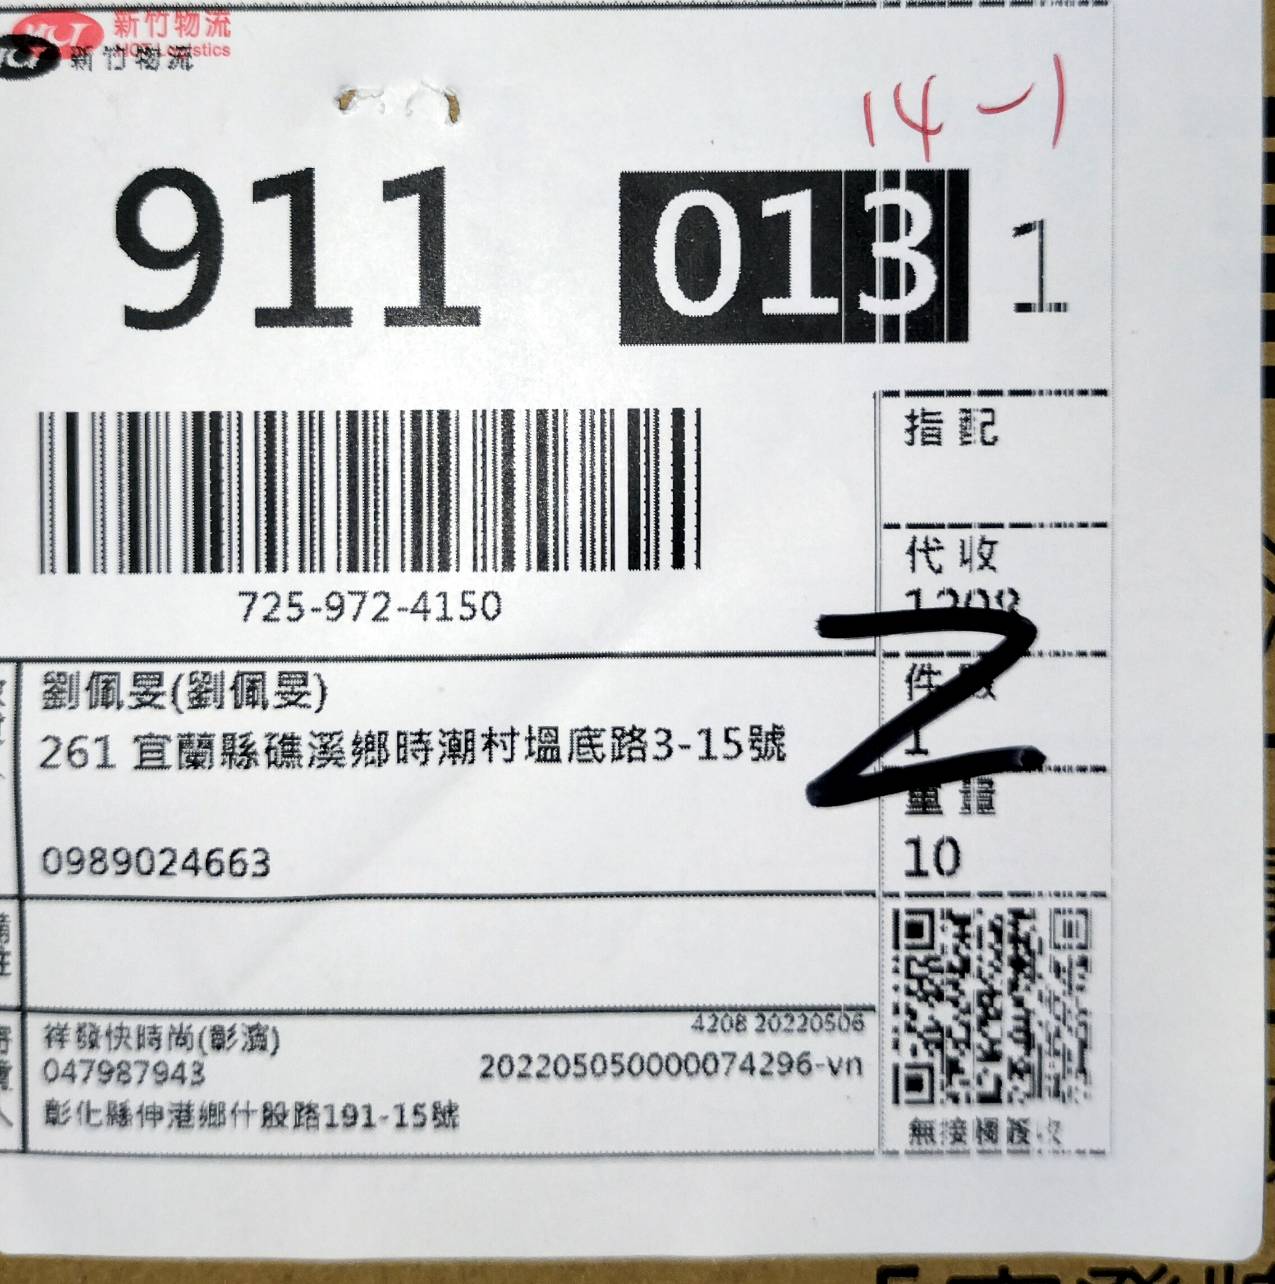 新竹物流
HCT Logistics
新竹物流
14-1
911 013 1
指配
代收
725-972-4150
1208
劉佩雯(劉佩雯)
件數
261 宜蘭縣礁溪鄉時潮村塭底路3-15號
1
重量
0989024663
10
備註
4208 20220506
祥發快時尚(彰濱)
047987943
202205050000074296-vn
彰化縣伸港鄉什股路191-15號
無接觸簽收